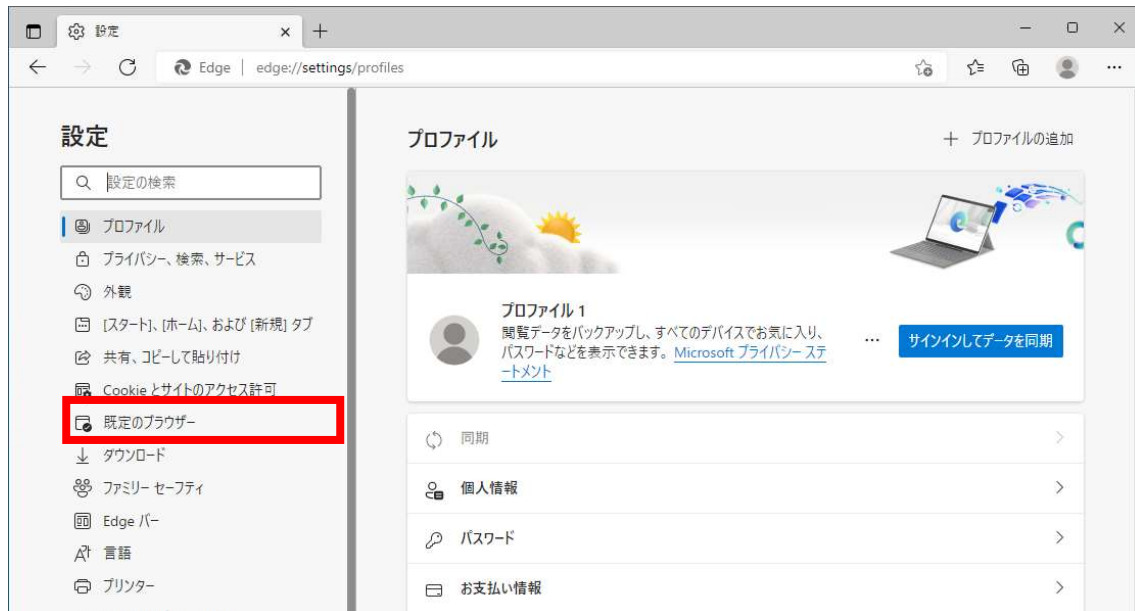 設定
Edge
edge://settings/profiles
設定
設定の検索
プロファイル
プライバシー、検索、サービス
外観
[スタート]、[ホーム]、および [新規] タブ
共有、コピーして貼り付け
Cookie とサイトのアクセス許可
既定のブラウザー
ダウンロード
ファミリー セーフティ
Edge バー
言語
プリンター
プロファイル
プロファイルの追加
プロファイル 1
閲覧データをバックアップし、すべてのデバイスでお気に入り、
パスワードなどを表示できます。Microsoft プライバシー ステ
ートメント
サインインしてデータを同期
同期
個人情報
パスワード
お支払い情報